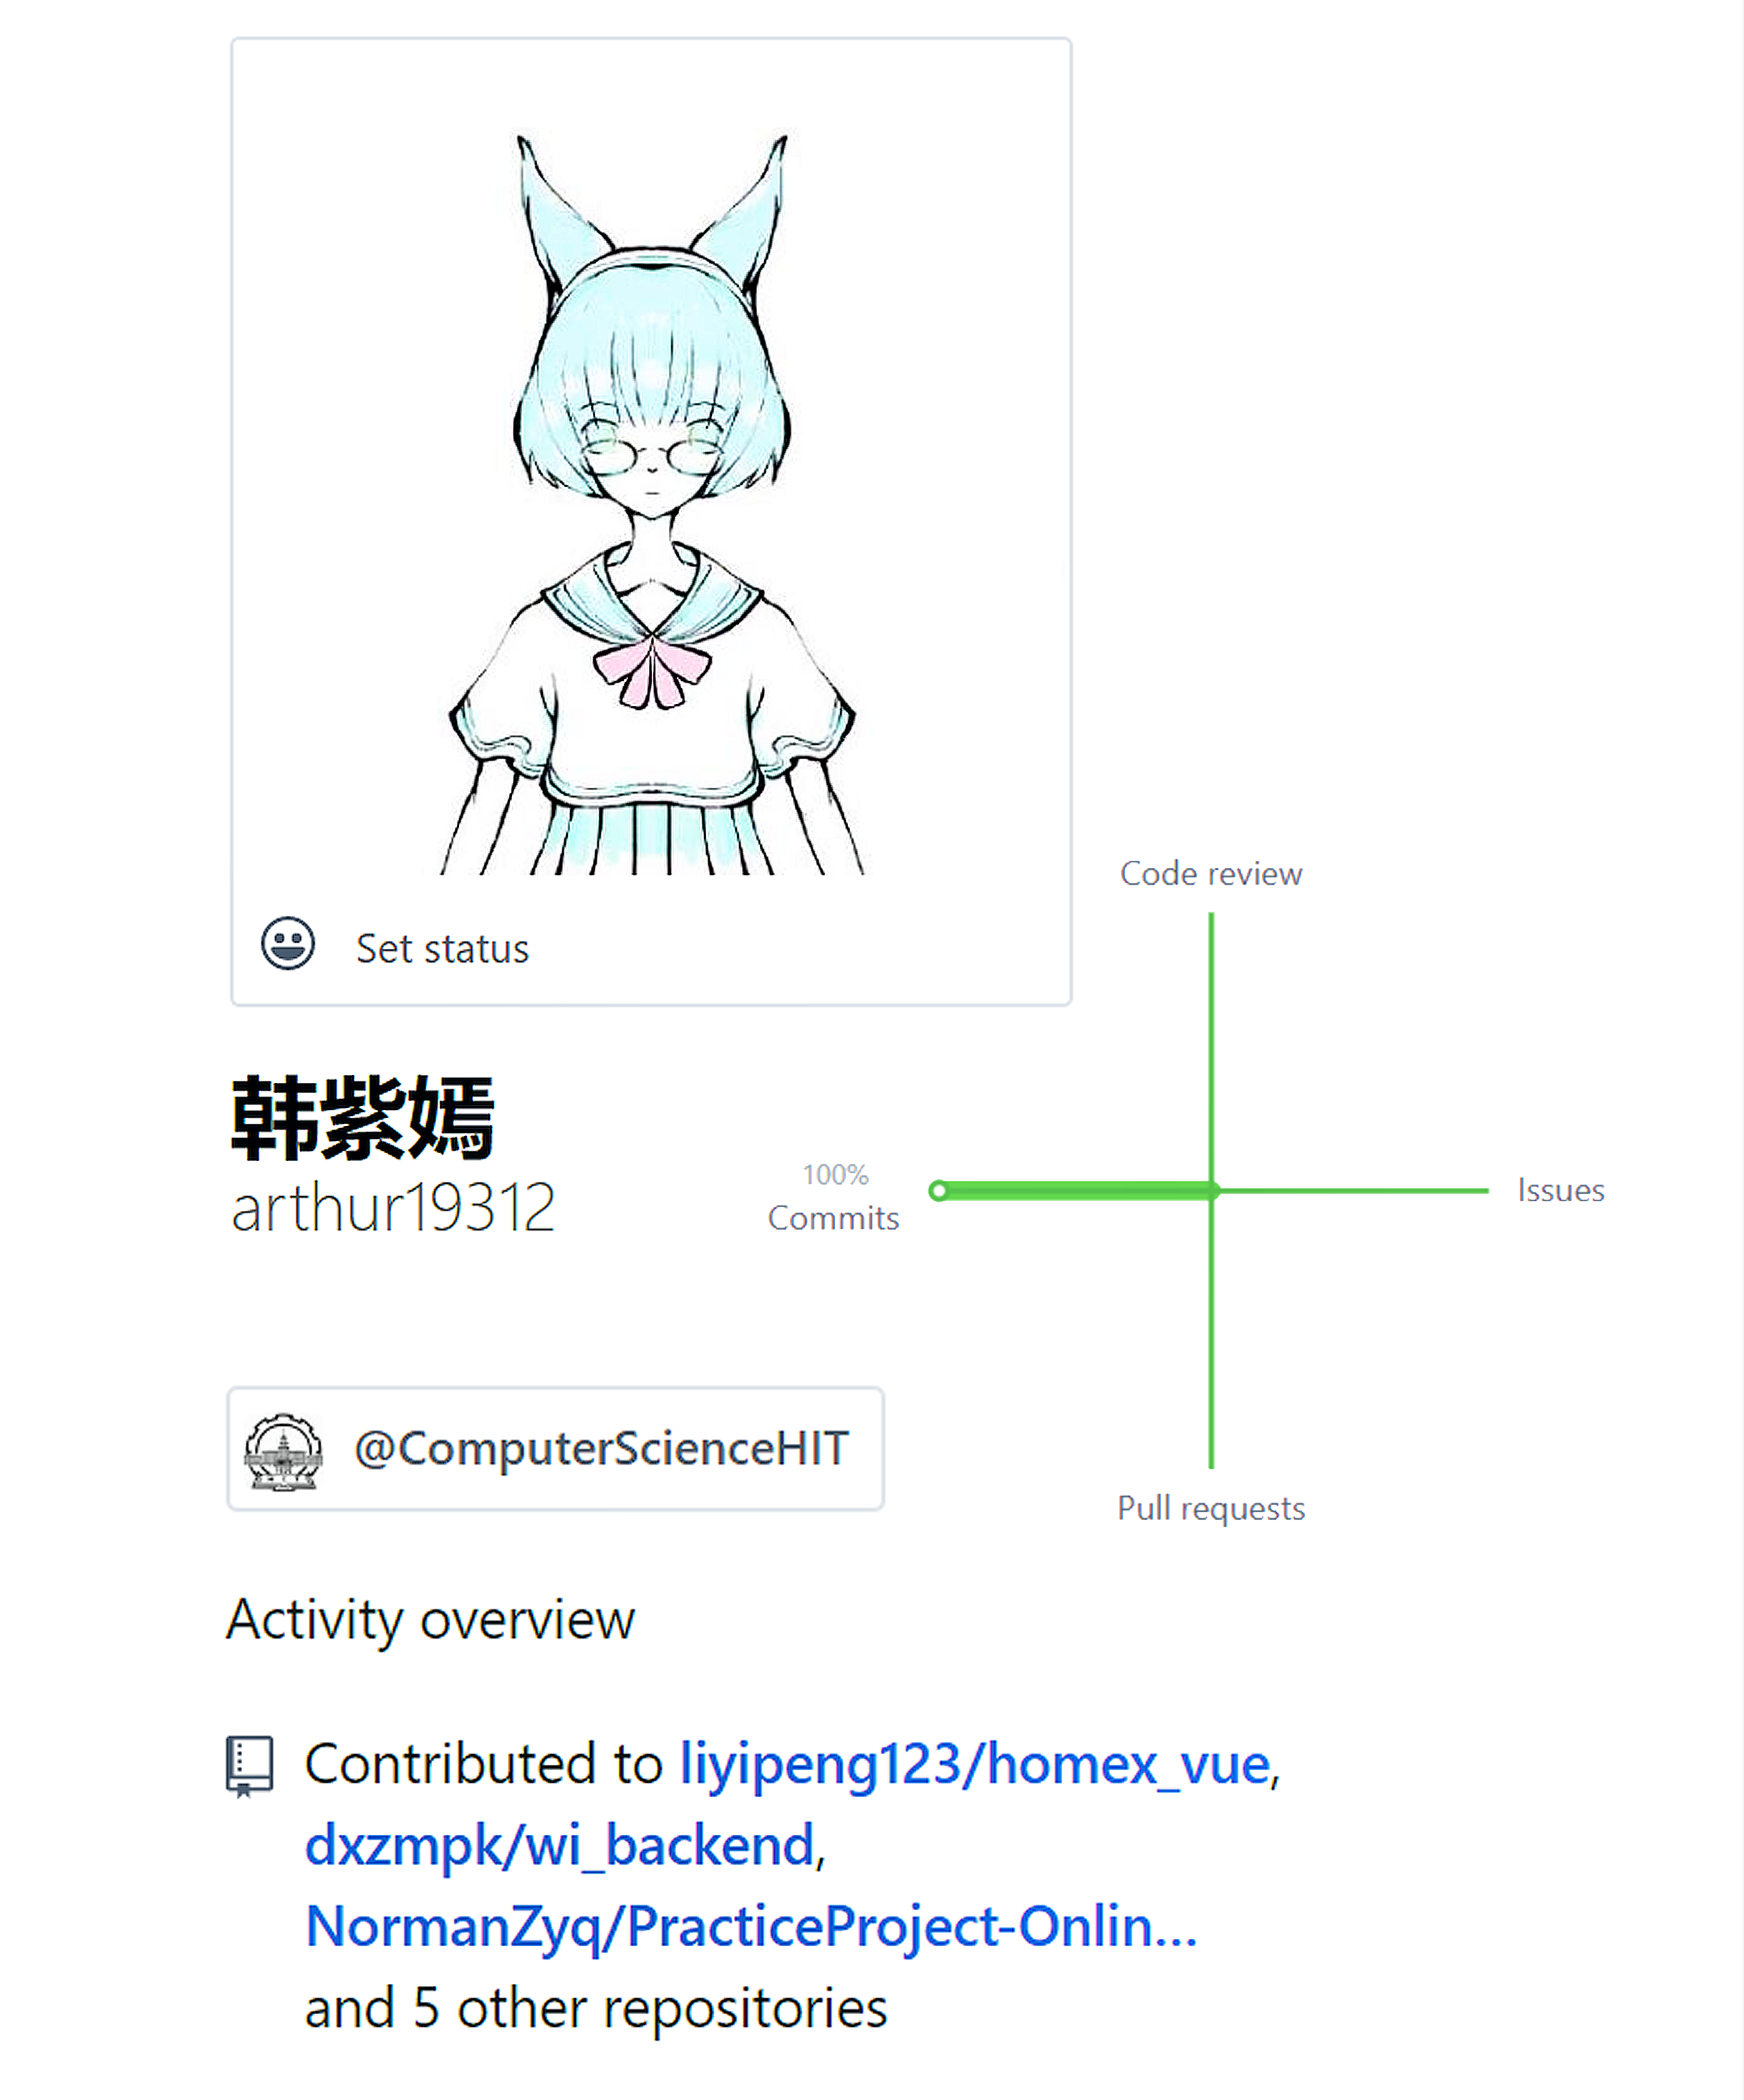 Set status
韩紫嫣
arthur19312
Code review
100%
Commits
Issues
Pull requests
@ComputerScienceHIT
Activity overview
Contributed to liyipeng123/homex_vue,
dxzmpk/wi_backend,
NormanZyq/PracticeProject-Onlin...
and 5 other repositories